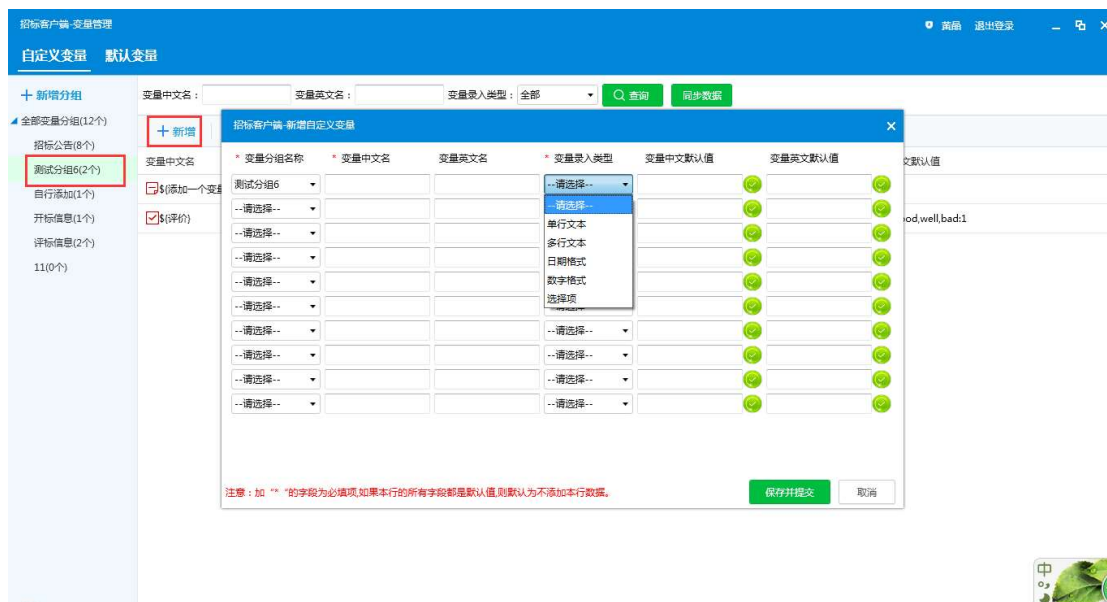 招标客户端-变量管理
黄晶 退出登录
自定义变量 默认变量
新增分组
变量中文名：
变量英文名：
变量录入类型： 全部
查询
同步数据
全部变量分组(12个)
招标公告(8个)
测试分组6(2个)
自行添加(1个)
开标信息(1个)
评标信息(2个)
11(0个)
新增
变量中文名
文默认值
$(添加一个变量
$(评价}
ood,well,bad:1
招标客户端-新增自定义变量
* 变量分组名称 * 变量中文名 变量英文名 * 变量录入类型 变量中文默认值 变量英文默认值
测试分组6 --请选择--
--请选择--
--请选择--
--请选择--
--请选择--
--请选择--
--请选择-- --请选择--
--请选择-- --请选择--
--请选择-- --请选择--
--请选择-- --请选择--
--请选择--
单行文本
多行文本
日期格式
数字格式
选择项
注意：加 "*" 的字段为必填项,如果本行的所有字段都是默认值,则默认为不添加本行数据。
保存并提交 取消
中